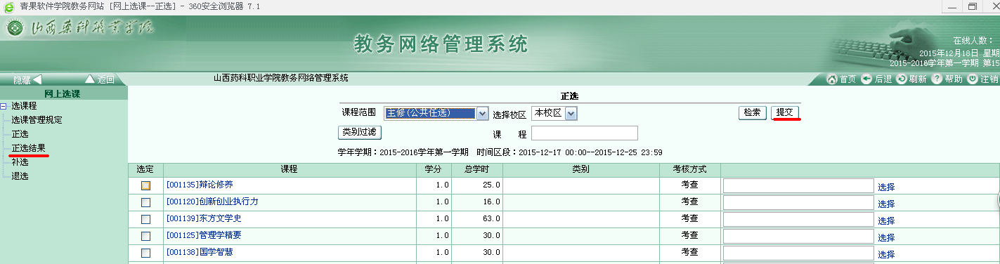 青果软件学院教务网站 [网上选课--正选] - 360安全浏览器 7.1
山西药科职业学院
教务网络管理系统
在线人数：
2015年12月18日 星期
2015-2016学年第一学期 第15
隐藏 返回 山西药科职业学院教务网络管理系统 首页 后退 刷新 帮助 注销
网上选课
选课程
选课管理规定
正选
正选结果
补选
退选
正选
课程范围 主修(公共任选) 选择校区 本校区 检索 提交
类别过滤 课 程
学年学期：2015-2016学年第一学期 时间区段：2015-12-17 00:00--2015-12-25 23:59
选定 课程 学分 总学时 类别 考核方式
[001135]辩论修养 1.0 25.0 考查 选择
[001120]创新创业执行力 1.0 16.0 考查 选择
[001139]东方文学史 1.0 63.0 考查 选择
[001125]管理学精要 1.0 30.0 考查 选择
[001138]国学智慧 1.0 30.0 考查 选择